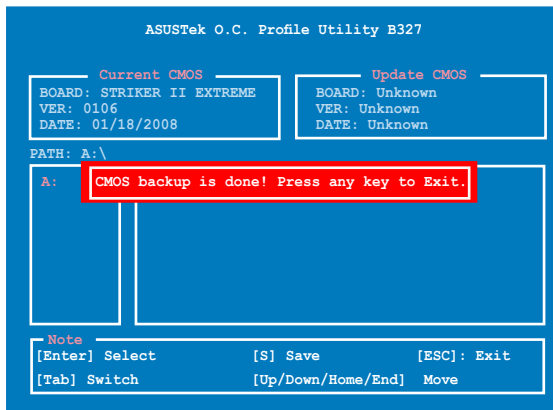 ASUSTek O.C. Profile Utility B327
Current CMOS
BOARD: STRIKER II EXTREME
VER: 0106
DATE: 01/18/2008
Update CMOS
BOARD: Unknown
VER: Unknown
DATE: Unknown
PATH: A:\
A:
CMOS backup is done! Press any key to Exit.
Note
[Enter] Select [S] Save [ESC]: Exit
[Tab] Switch [Up/Down/Home/End] Move